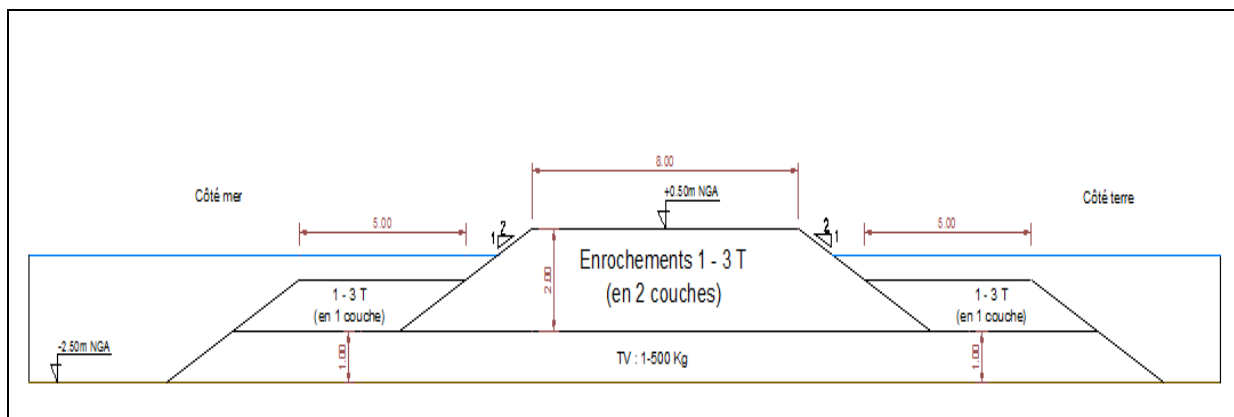 8.00
Côté mer
+0.50m NGA
Côté terre
5.00
1
2
2
1
5.00
Enrochements 1 - 3 T
(en 2 couches)
2.00
1 - 3 T
(en 1 couche)
1 - 3 T
(en 1 couche)
-2.50m NGA
1.00
TV : 1-500 Kg
1.00